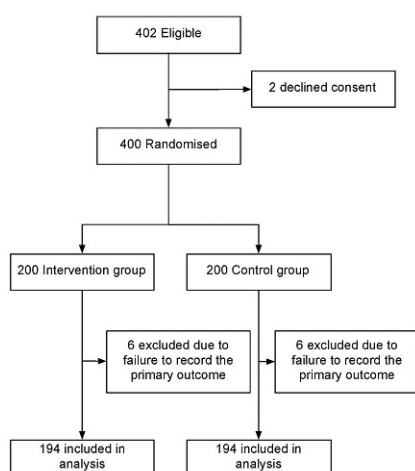 402 Eligible
2 declined consent
400 Randomised
200 Intervention group
200 Control group
6 excluded due to
failure to record the
primary outcome
6 excluded due to
failure to record the
primary outcome
194 included in
analysis
194 included in
analysis